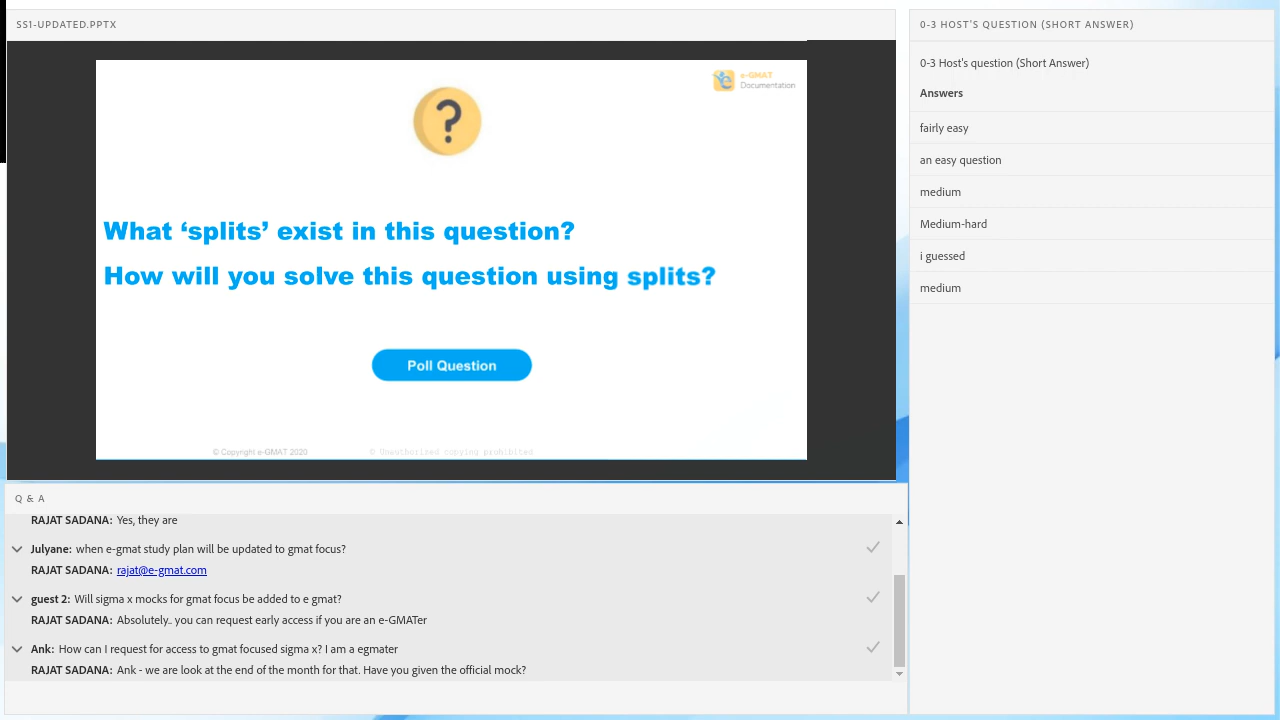 SS1-UPDATED.PPTX
e-GMAT
Documentation
?
What ‘splits’ exist in this question?
How will you solve this question using splits?
Poll Question
© Copyright e-GMAT 2020
© Unauthorized copying prohibited
Q & A
RAJAT SADANA: Yes, they are
Julyane: when e-gmat study plan will be updated to gmat focus?
RAJAT SADANA: rajat@e-gmat.com
guest 2: Will sigma x mocks for gmat focus be added to e gmat?
RAJAT SADANA: Absolutely.. you can request early access if you are an e-GMATer
Ank: How can I request for access to gmat focused sigma x? I am a egmater
RAJAT SADANA: Ank - we are look at the end of the month for that. Have you given the official mock?
0-3 HOST'S QUESTION (SHORT ANSWER)
0-3 Host's question (Short Answer)
Answers
fairly easy
an easy question
medium
Medium-hard
i guessed
medium